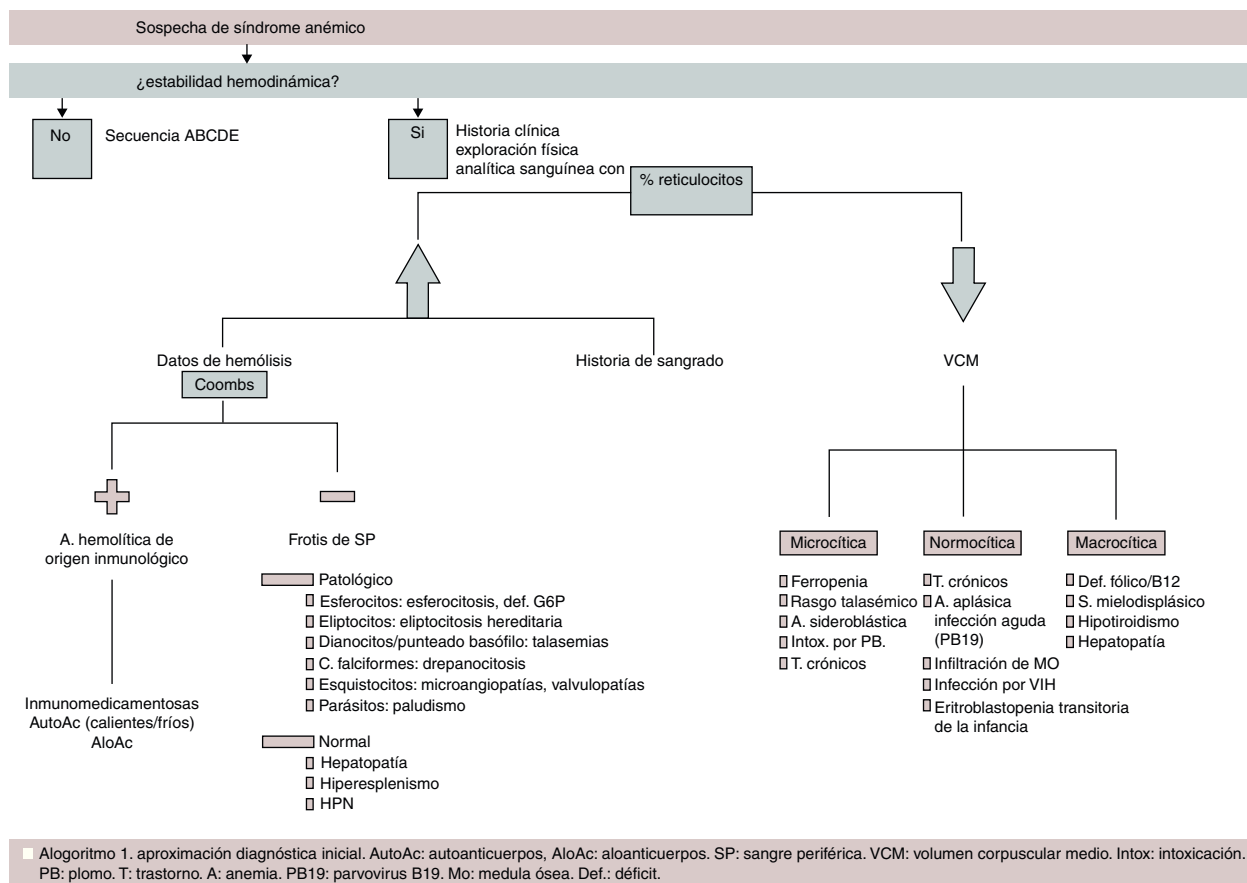 Sospecha de síndrome anémico
¿estabilidad hemodinámica?
No
Secuencia ABCDE
Si
Historia clínica
exploración física
analítica sanguínea con
% reticulocitos
Datos de hemólisis
Coombs
Historia de sangrado
VCM
A. hemolítica de
origen inmunológico
Inmunomedicamentosas
AutoAc (calientes/fríos)
AloAc
Frotis de SP
Patológico
Esferocitos: esferocitosis, def. G6P
Eliptocitos: eliptocitosis hereditaria
Dianocitos/punteado basófilo: talasemias
C. falciformes: drepanocitosis
Esquistocitos: microangiopatías, valvulopatías
Parásitos: paludismo
Normal
Hepatopatía
Hiperesplenismo
HPN
Microcítica
Ferropenia
Rasgo talasémico
A. sideroblástica
Intox. por PB.
T. crónicos
Normocítica
T. crónicos
A. aplásica
infección aguda
(PB19)
Infiltración de MO
Infección por VIH
Eritroblastopenia transitoria
de la infancia
Macrocítica
Def. fólico/B12
S. mielodisplásico
Hipotiroidismo
Hepatopatía
Alogoritmo 1. aproximación diagnóstica inicial. AutoAc: autoanticuerpos, AloAc: aloanticuerpos. SP: sangre periférica. VCM: volumen corpuscular medio. Intox: intoxicación.
PB: plomo. T: trastorno. A: anemia. PB19: parvovirus B19. Mo: medula ósea. Def.: déficit.